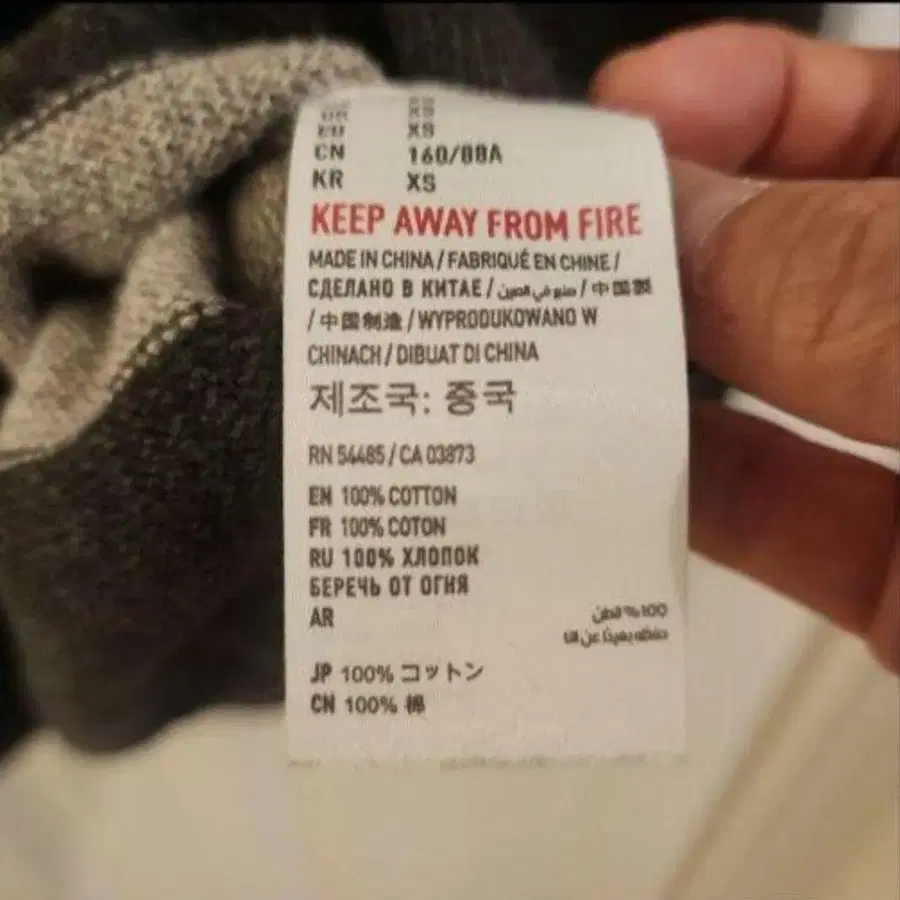 XS
EU XS
CN 160/88A
KR XS
KEEP AWAY FROM FIRE
MADE IN CHINA / FABRIQUÉ EN CHINE /
СДЕЛАНО В КИТАЕ / صنع في الصين / 中国製
/ 中国制造 / WYPRODUKOWANO W
CHINACH / DIBUAT DI CHINA
제조국: 중국
RN 54485 / CA 03873
EN 100% COTTON
FR 100% COTON
RU 100% ХЛОПОК
БЕРЕЧЬ ОТ ОГНЯ
AR 100% قطن
JP 100% コットン
CN 100% 棉